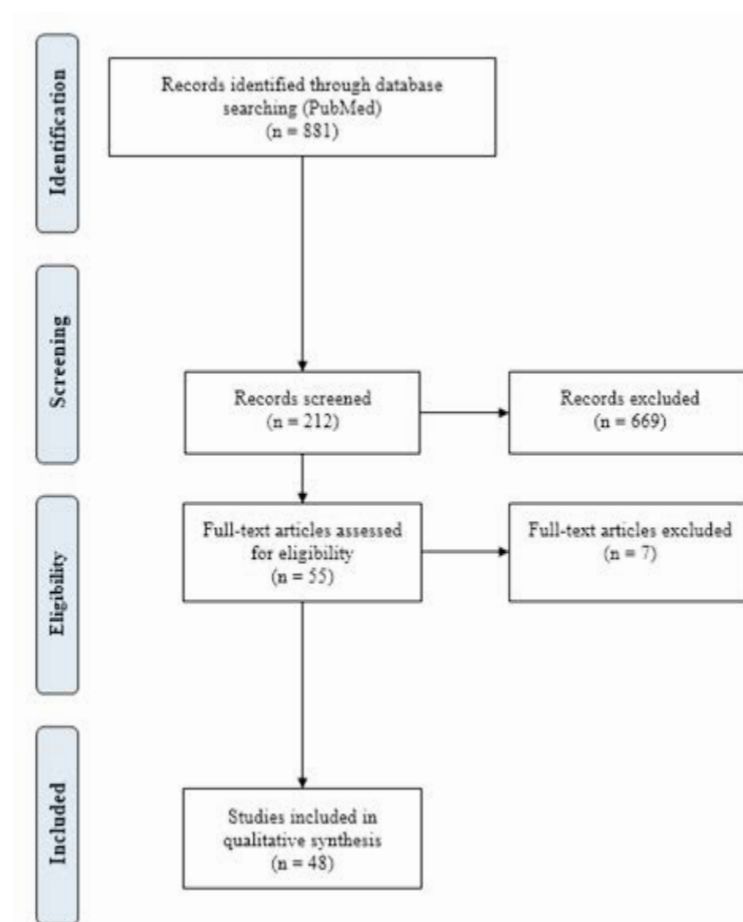 Identification
Records identified through database
searching (PubMed)
(n = 881)
Screening
Records screened
(n = 212)
Records excluded
(n = 669)
Eligibility
Full-text articles assessed
for eligibility
(n = 55)
Full-text articles excluded
(n = 7)
Included
Studies included in
qualitative synthesis
(n = 48)